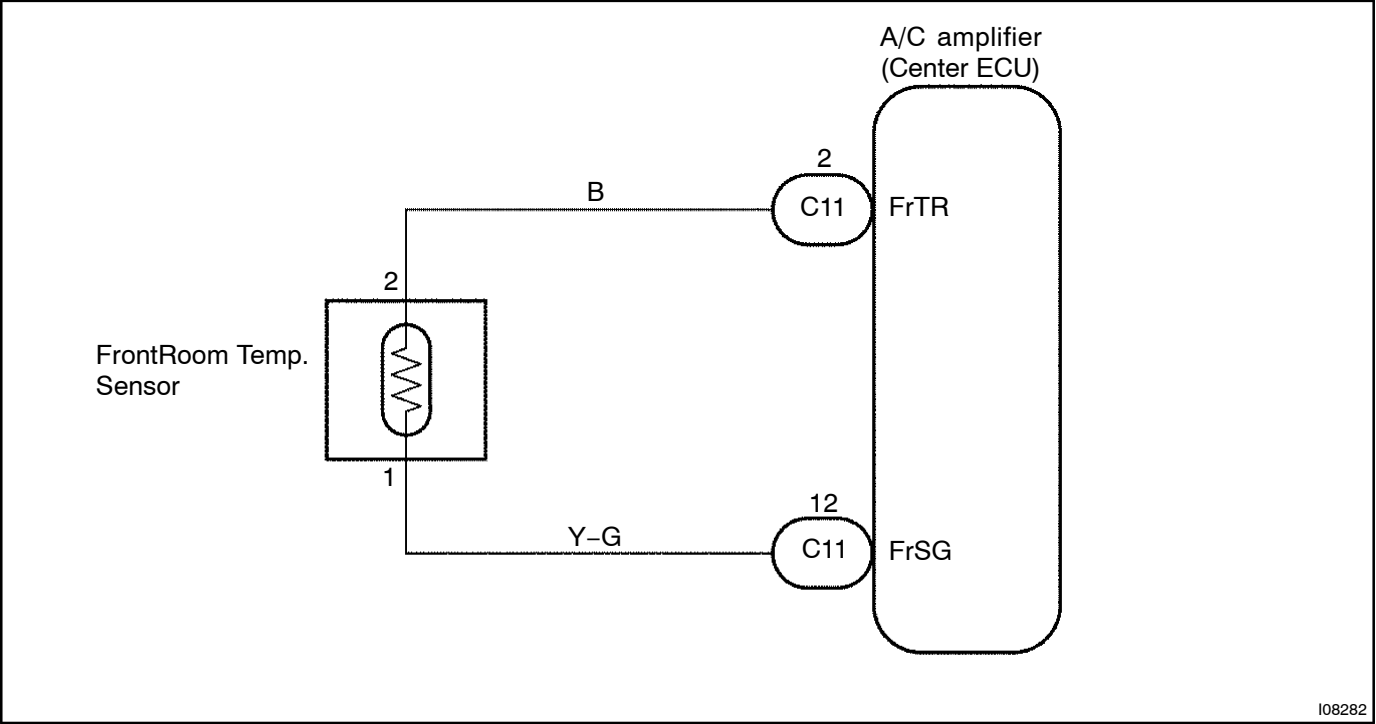 A/C amplifier
(Center ECU)
2
B
C11
FrTR
2
FrontRoom Temp.
Sensor
1
12
Y−G
C11
FrSG
I08282